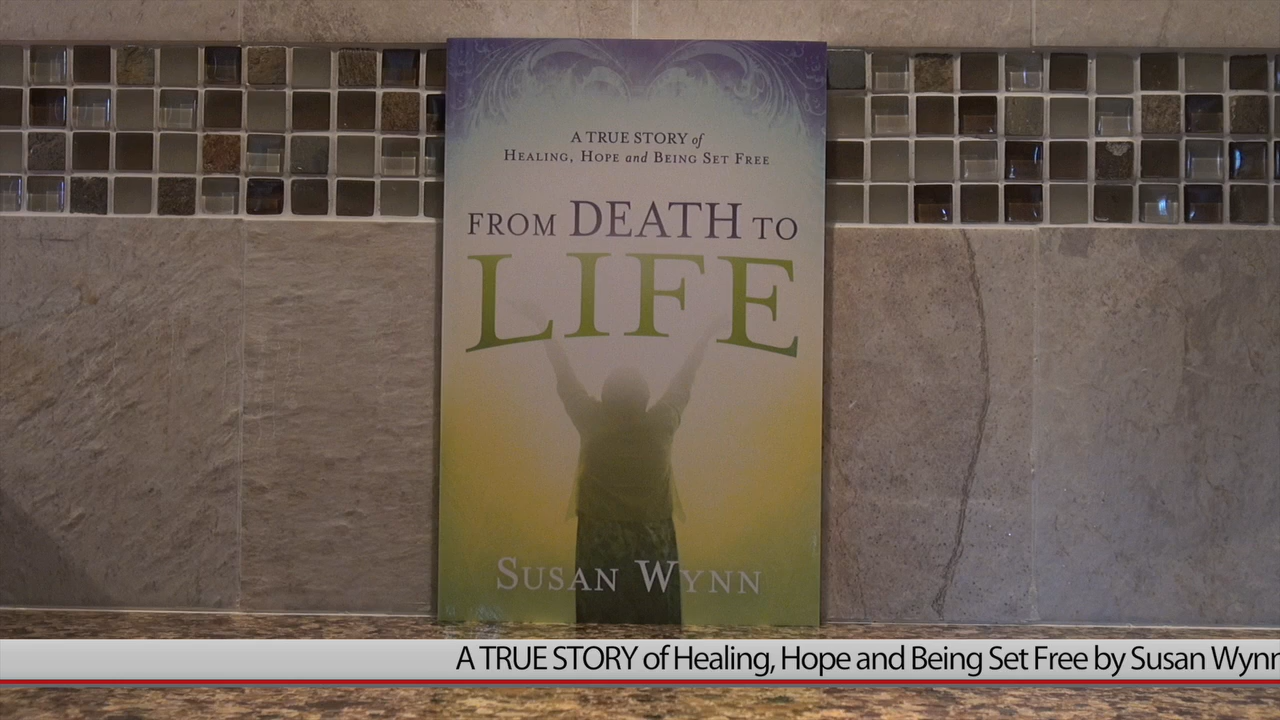 A TRUE STORY of
HEALING, HOPE and BEING SET FREE
FROM DEATH TO
LIFE
SUSAN WYNN
A TRUE STORY of Healing, Hope and Being Set Free by Susan Wynn